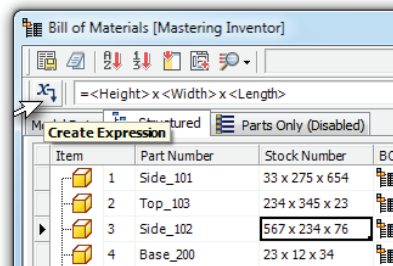 Bill of Materials [Mastering Inventor]
=<Height> x <Width> x <Length>
Structured
Parts Only (Disabled)
Create Expression
Item Part Number Stock Number BO
1 Side_101 33 x 275 x 654
2 Top_103 234 x 345 x 23
3 Side_102 567 x 234 x 76
4 Base_200 23 x 12 x 34